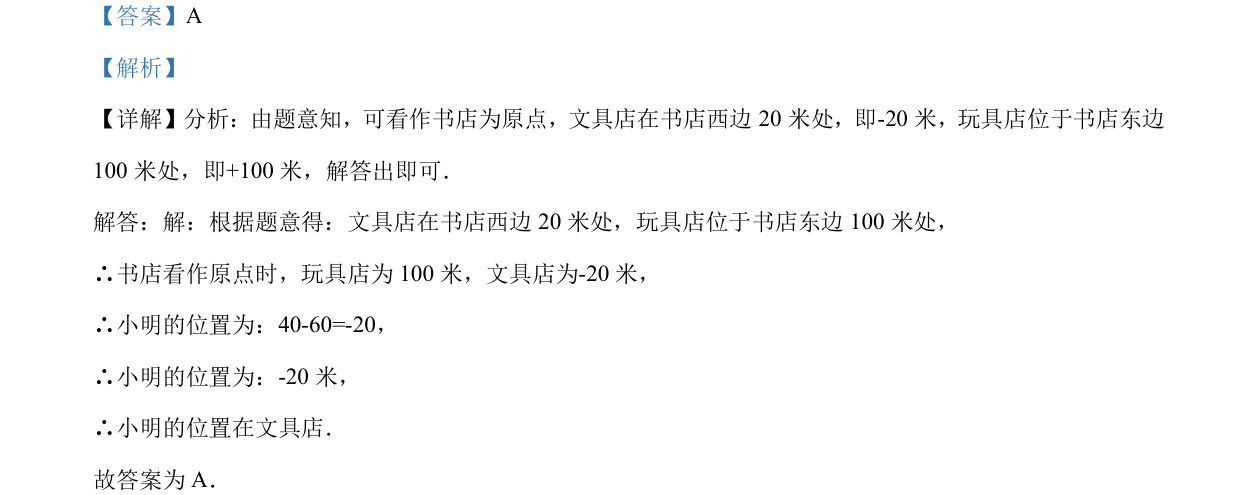 【答案】A
【解析】
【详解】分析：由题意知，可看作书店为原点，文具店在书店西边 20 米处，即-20 米，玩具店位于书店东边
100 米处，即+100 米，解答出即可．
解答：解：根据题意得：文具店在书店西边 20 米处，玩具店位于书店东边 100 米处，
∴书店看作原点时，玩具店为 100 米，文具店为-20 米，
∴小明的位置为：40-60=-20，
∴小明的位置为：-20 米，
∴小明的位置在文具店．
故答案为 A．